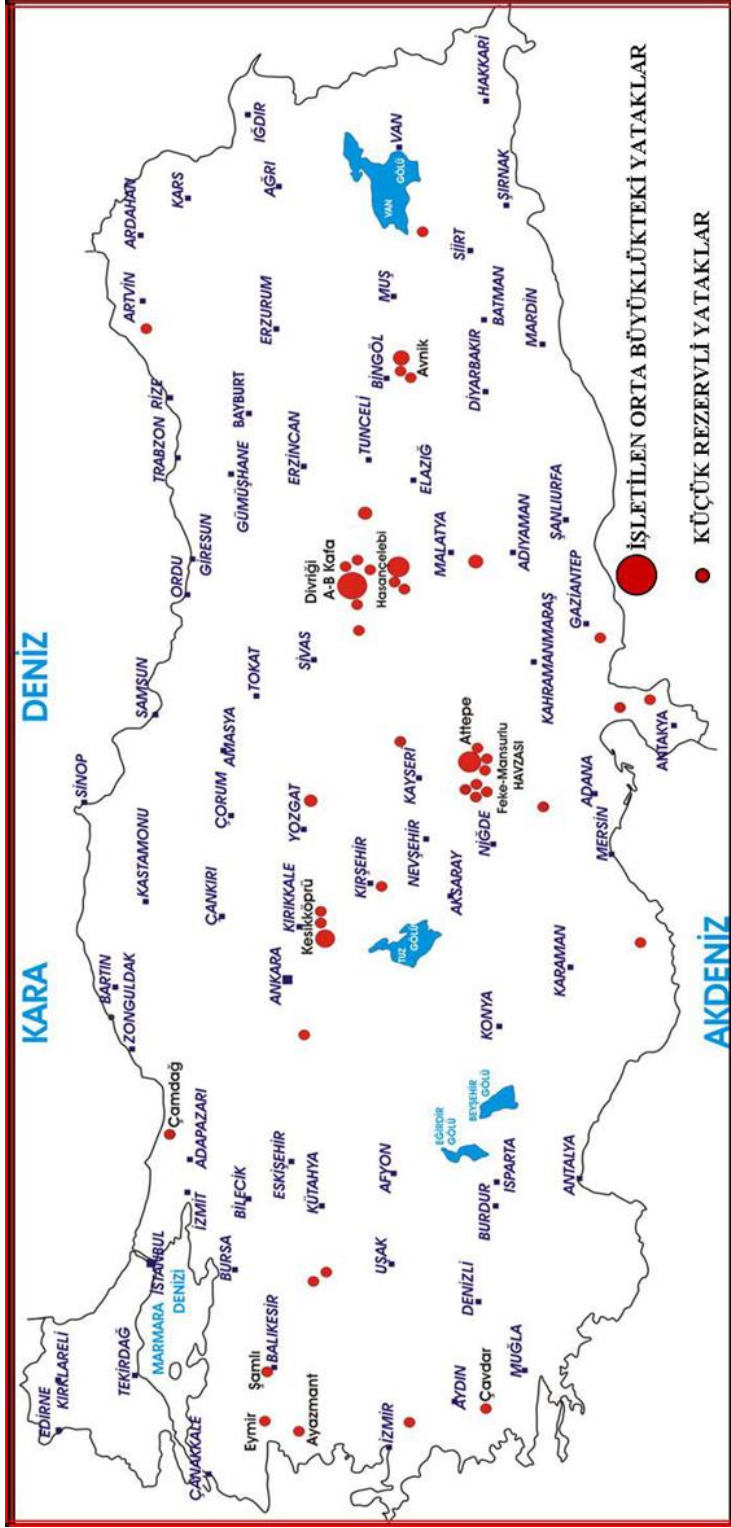 KARA
DENİZ
EDİRNE
KIRKLARELİ
TEKİRDAĞ
İSTANBUL
MARMARA
DENİZİ
ÇANAKKALE
İZMİT
ADAPAZARI
Çamdağ
ZONGULDAK
BARTIN
KASTAMONU
SİNOP
SAMSUN
ORDU
GİRESUN
TRABZON
RİZE
ARTVİN
ARDAHAN
KARS
BURSA
BİLECİK
ÇANKIRI
ÇORUM
AMASYA
TOKAT
GÜMÜŞHANE
BAYBURT
IĞDIR
Eymir
Şamlı
BALIKESİR
Ayazmant
KÜTAHYA
ESKİŞEHİR
ANKARA
KIRIKKALE
Kesikköprü
YOZGAT
SİVAS
Divriği
A-B Kafa
ERZİNCAN
ERZURUM
AĞRI
İZMİR
UŞAK
AFYON
TUZ
GÖLÜ
KIRŞEHİR
NEVŞEHİR
KAYSERİ
Hasançelebi
TUNCELİ
ELAZIĞ
BİNGÖL
Avnik
MUŞ
VAN
GÖLÜ
VAN
AYDIN
Çavdar
MUĞLA
DENİZLİ
BURDUR
ISPARTA
EĞİRDİR
GÖLÜ
BEYŞEHİR
GÖLÜ
KONYA
AKSARAY
NİĞDE
Attepe
Feke-Mansurlu
HAVZASI
MALATYA
ADIYAMAN
DİYARBAKIR
BATMAN
SİİRT
ŞIRNAK
HAKKARİ
ANTALYA
KARAMAN
MERSİN
ADANA
KAHRAMANMARAŞ
GAZİANTEP
ŞANLIURFA
MARDİN
ANTAKYA
AKDENİZ
İŞLETİLEN ORTA BÜYÜKLÜKTEKİ YATAKLAR
KÜÇÜK REZERVLİ YATAKLAR